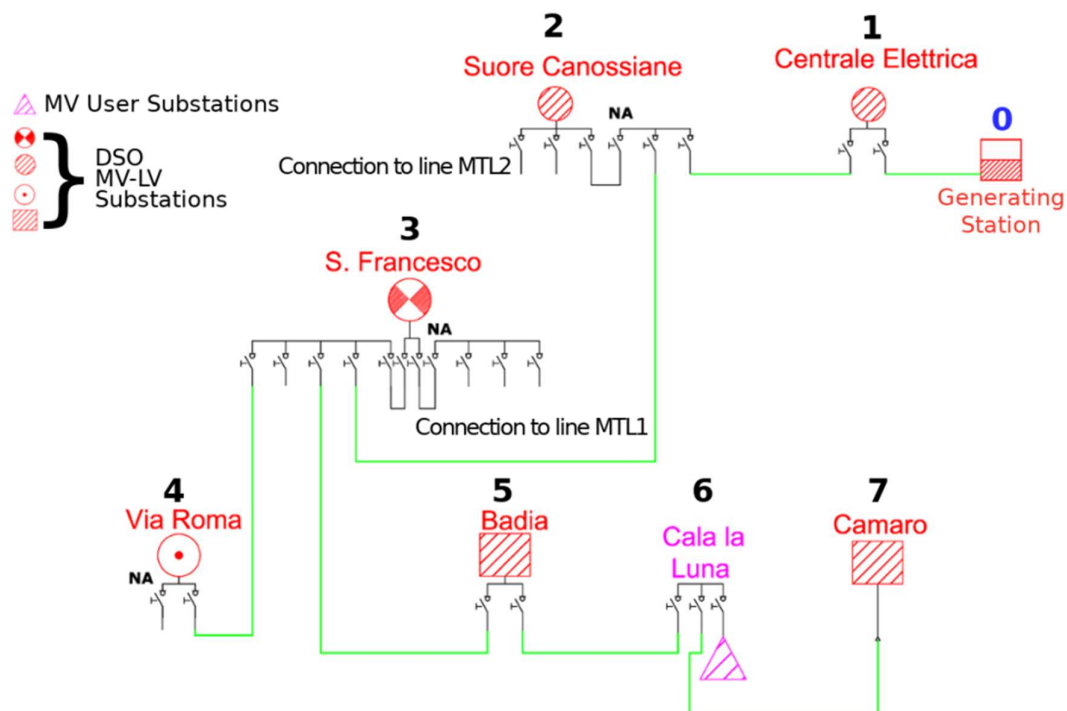 2
Suore Canossiane
1
Centrale Elettrica
MV User Substations
DSO
MV-LV
Substations
NA
0
Generating
Station
Connection to line MTL2
3
S. Francesco
NA
Connection to line MTL1
4
Via Roma
NA
5
Badia
6
Cala la
Luna
7
Camaro